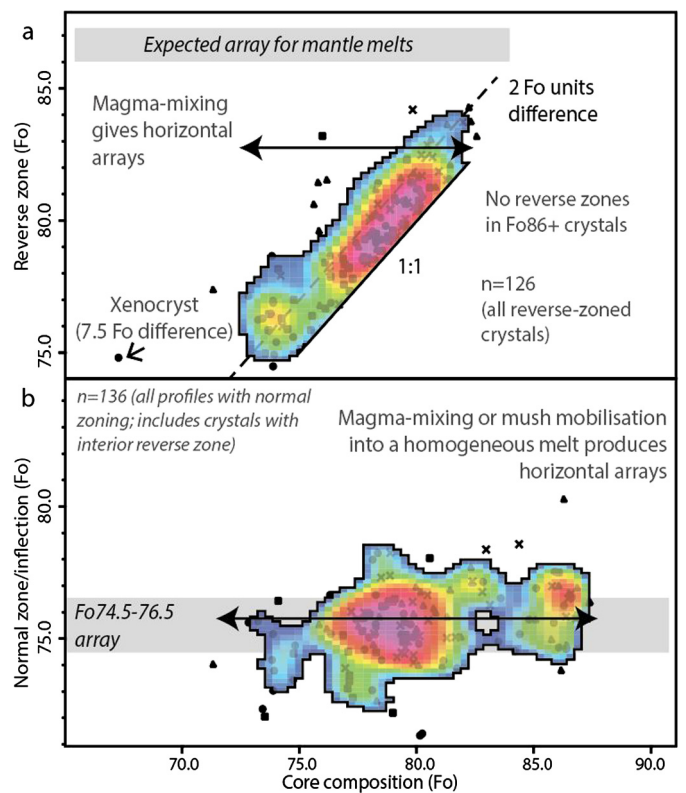 a
Expected array for mantle melts
85.0
2 Fo units
difference
Magma-mixing
gives horizontal
arrays
Reverse zone (Fo)
80.0
No reverse zones
in Fo86+ crystals
1:1
n=126
(all reverse-zoned
crystals)
Xenocryst
(7.5 Fo difference)
75.0
b
n=136 (all profiles with normal
zoning; includes crystals with
interior reverse zone)
Magma-mixing or mush mobilisation
into a homogeneous melt produces
horizontal arrays
Normal zone/inflection (Fo)
80.0
Fo74.5-76.5
array
75.0
70.0 75.0 80.0 85.0 90.0
Core composition (Fo)